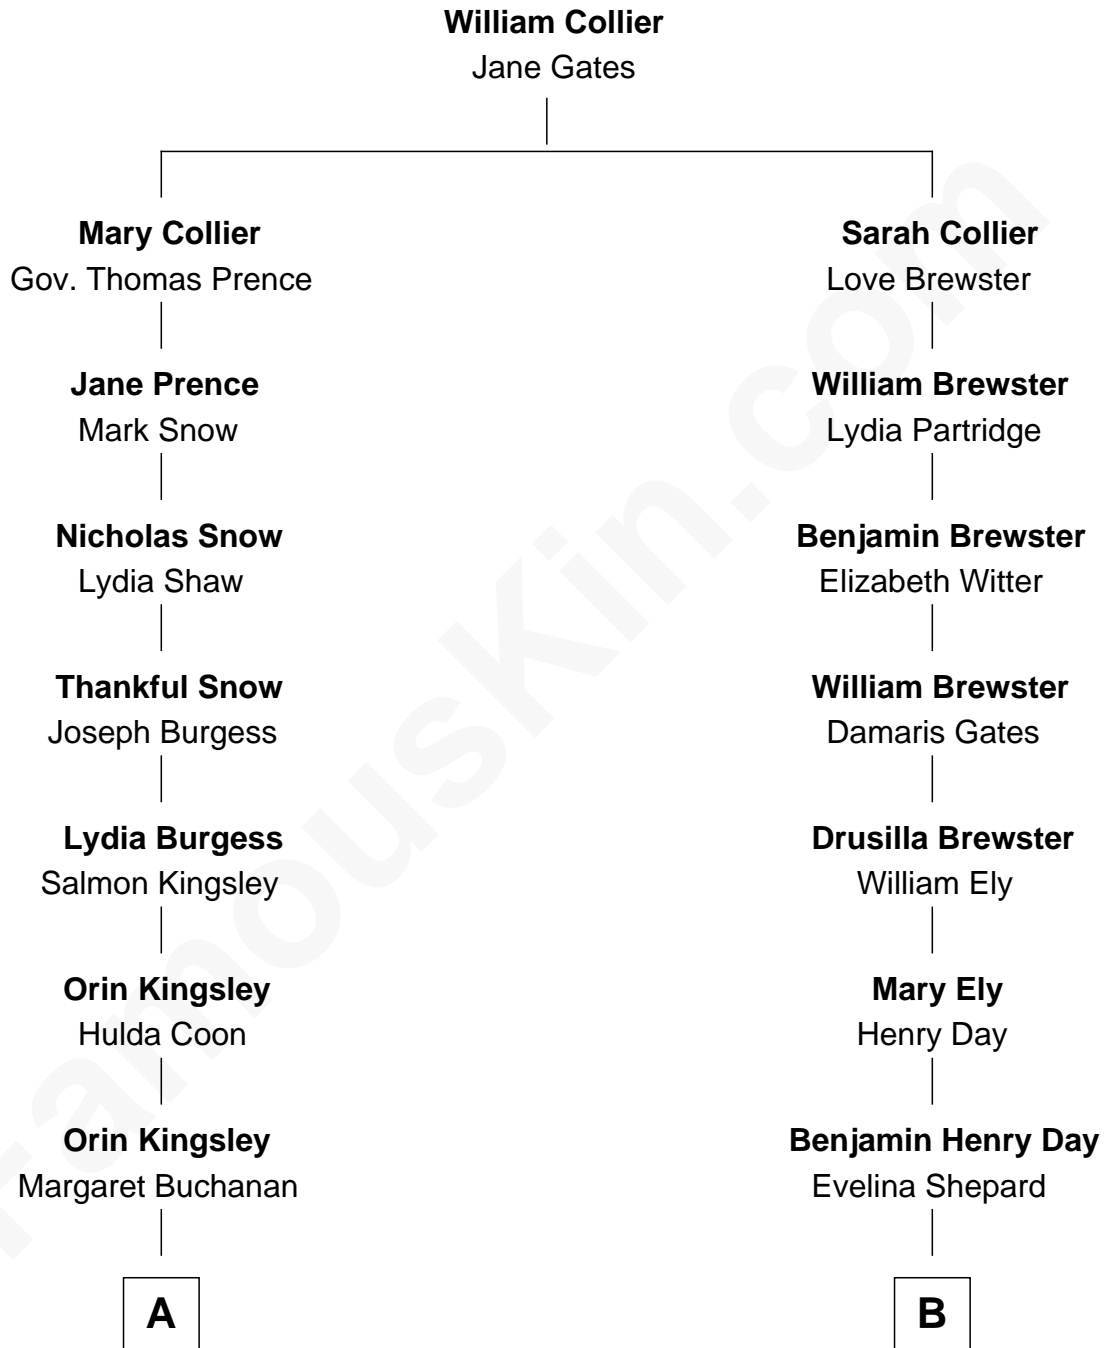 William Collier
Jane Gates
Mary Collier
Gov. Thomas Prence
Sarah Collier
Love Brewster
Jane Prence
Mark Snow
William Brewster
Lydia Partridge
Nicholas Snow
Lydia Shaw
Benjamin Brewster
Elizabeth Witter
Thankful Snow
Joseph Burgess
William Brewster
Damaris Gates
Lydia Burgess
Salmon Kingsley
Drusilla Brewster
William Ely
Orin Kingsley
Hulda Coon
Mary Ely
Henry Day
Orin Kingsley
Margaret Buchanan
Benjamin Henry Day
Evelina Shepard
A
B
FamousKin.com